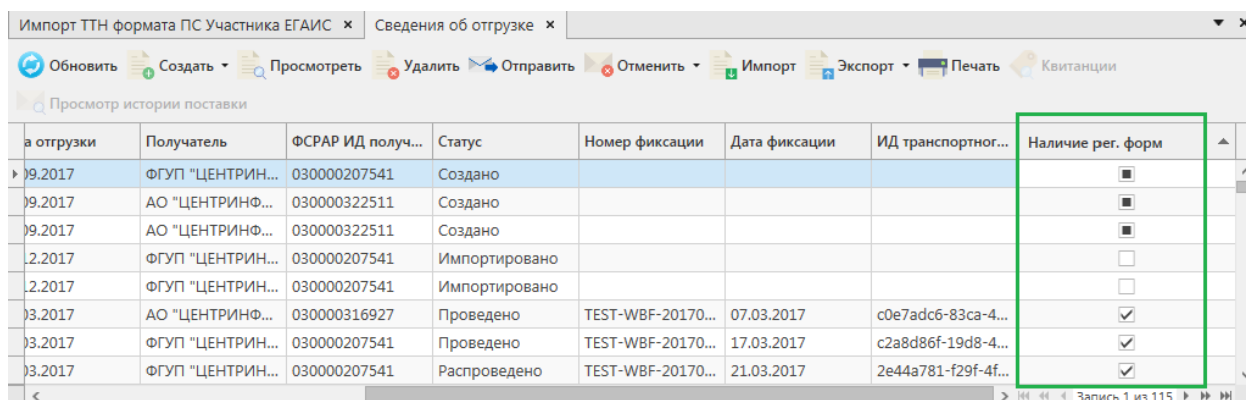 Импорт ТТН формата ПС Участника ЕГАИС × Сведения об отгрузке ×
Обновить Создать Просмотреть Удалить Отправить Отменить Импорт Экспорт Печать Квитанции
Просмотр истории поставки
а отгрузки Получатель ФСРАР ИД получ... Статус Номер фиксации Дата фиксации ИД транспортног... Наличие рег. форм
09.2017 ФГУП "ЦЕНТРИН... 030000207541 Создано
09.2017 АО "ЦЕНТРИНФ... 030000322511 Создано
09.2017 АО "ЦЕНТРИНФ... 030000322511 Создано
12.2017 ФГУП "ЦЕНТРИН... 030000207541 Импортировано
12.2017 ФГУП "ЦЕНТРИН... 030000207541 Импортировано
03.2017 АО "ЦЕНТРИНФ... 030000316927 Проведено TEST-WBF-20170... 07.03.2017 c0e7adc6-83ca-4...
03.2017 ФГУП "ЦЕНТРИН... 030000207541 Проведено TEST-WBF-20170... 17.03.2017 c2a8d86f-19d8-4...
03.2017 ФГУП "ЦЕНТРИН... 030000207541 Распроведено TEST-WBF-20170... 21.03.2017 2e44a781-f29f-4f...
Запись 1 из 115